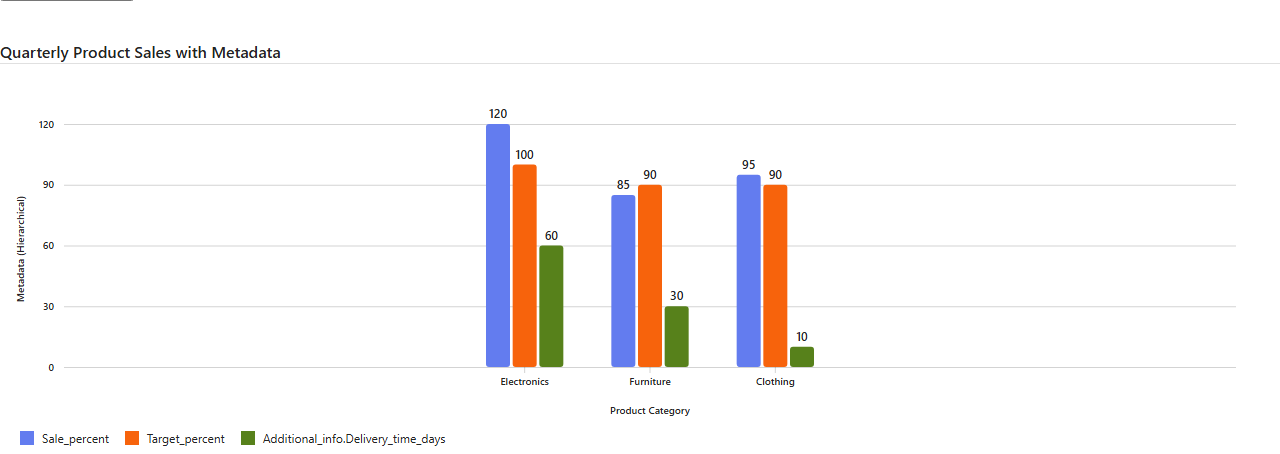 Quarterly Product Sales with Metadata
120
100
60
85
90
30
95
90
10
120
90
60
30
0
Metadata (Hierarchical)
Electronics
Furniture
Clothing
Product Category
Sale_percent
Target_percent
Additional_info.Delivery_time_days